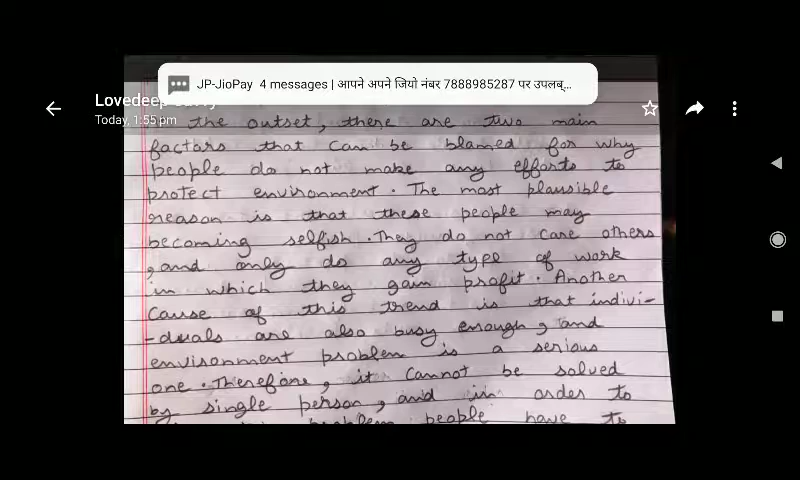 JP-JioPay 4 messages | आपने अपने जियो नंबर 7888985287 पर उपलब्...
Lovedeep
Today, 1:55 pm
the outset, there are two main
factors that can be blamed for why
people do not make any efforts to
protect environment. The most plausible
reason is that these people may
becoming selfish. They do not care others
, and only do any type of work
in which they gain profit. Another
cause of this trend is that indivi-
-duals are also busy enough, and
environment problem is a serious
one. Therefore, it cannot be solved
by single person, and in order to
problem people have to